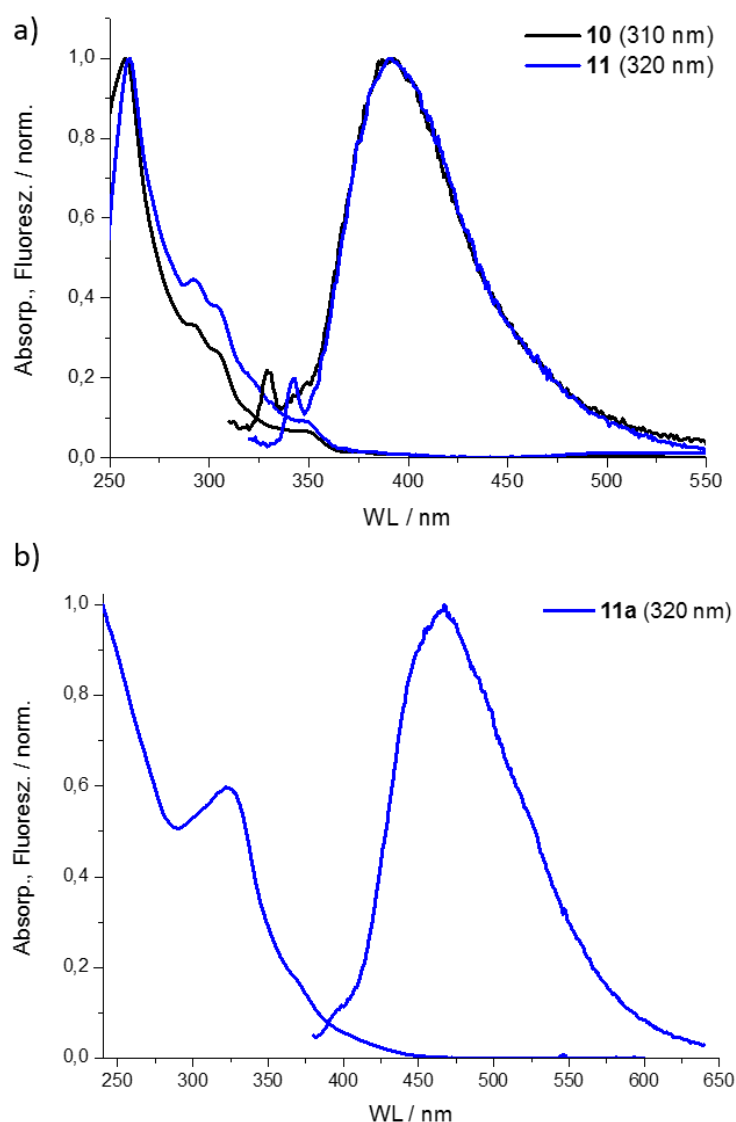 a)
10 (310 nm)
11 (320 nm)
1,0
0,8
0,6
0,4
0,2
0,0
Absorp., Fluoresz. / norm.
250 300 350 400 450 500 550
WL / nm
b)
11a (320 nm)
1,0
0,8
0,6
0,4
0,2
0,0
Absorp., Fluoresz. / norm.
250 300 350 400 450 500 550 600 650
WL / nm